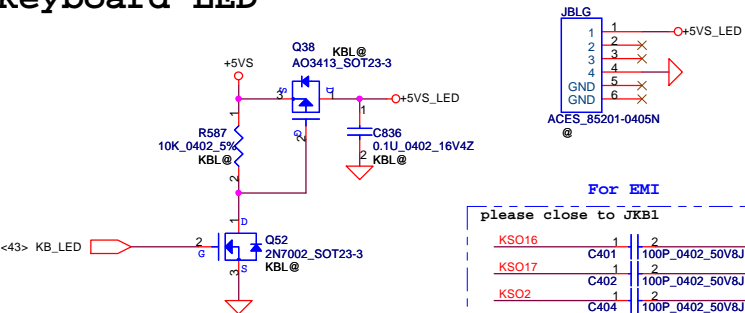 Keyboard LED
+5VS
Q38 KBL@
AO3413_SOT23-3
3 S D 1
G 2
+5VS_LED
1
R587
10K_0402_5%
KBL@
2
1
C836
0.1U_0402_16V4Z
2 KBL@
<43> KB_LED
2 G
1 D
Q52
2N7002_SOT23-3
KBL@
3 S
JBLG
1 1 +5VS_LED
2 2
3 3
4 4
GND 5
GND 6
ACES_85201-0405N
@
For EMI
please close to JKB1
KSO16 1 2
C401 100P_0402_50V8J
KSO17 1 2
C402 100P_0402_50V8J
KSO2 1 2
C404 100P_0402_50V8J